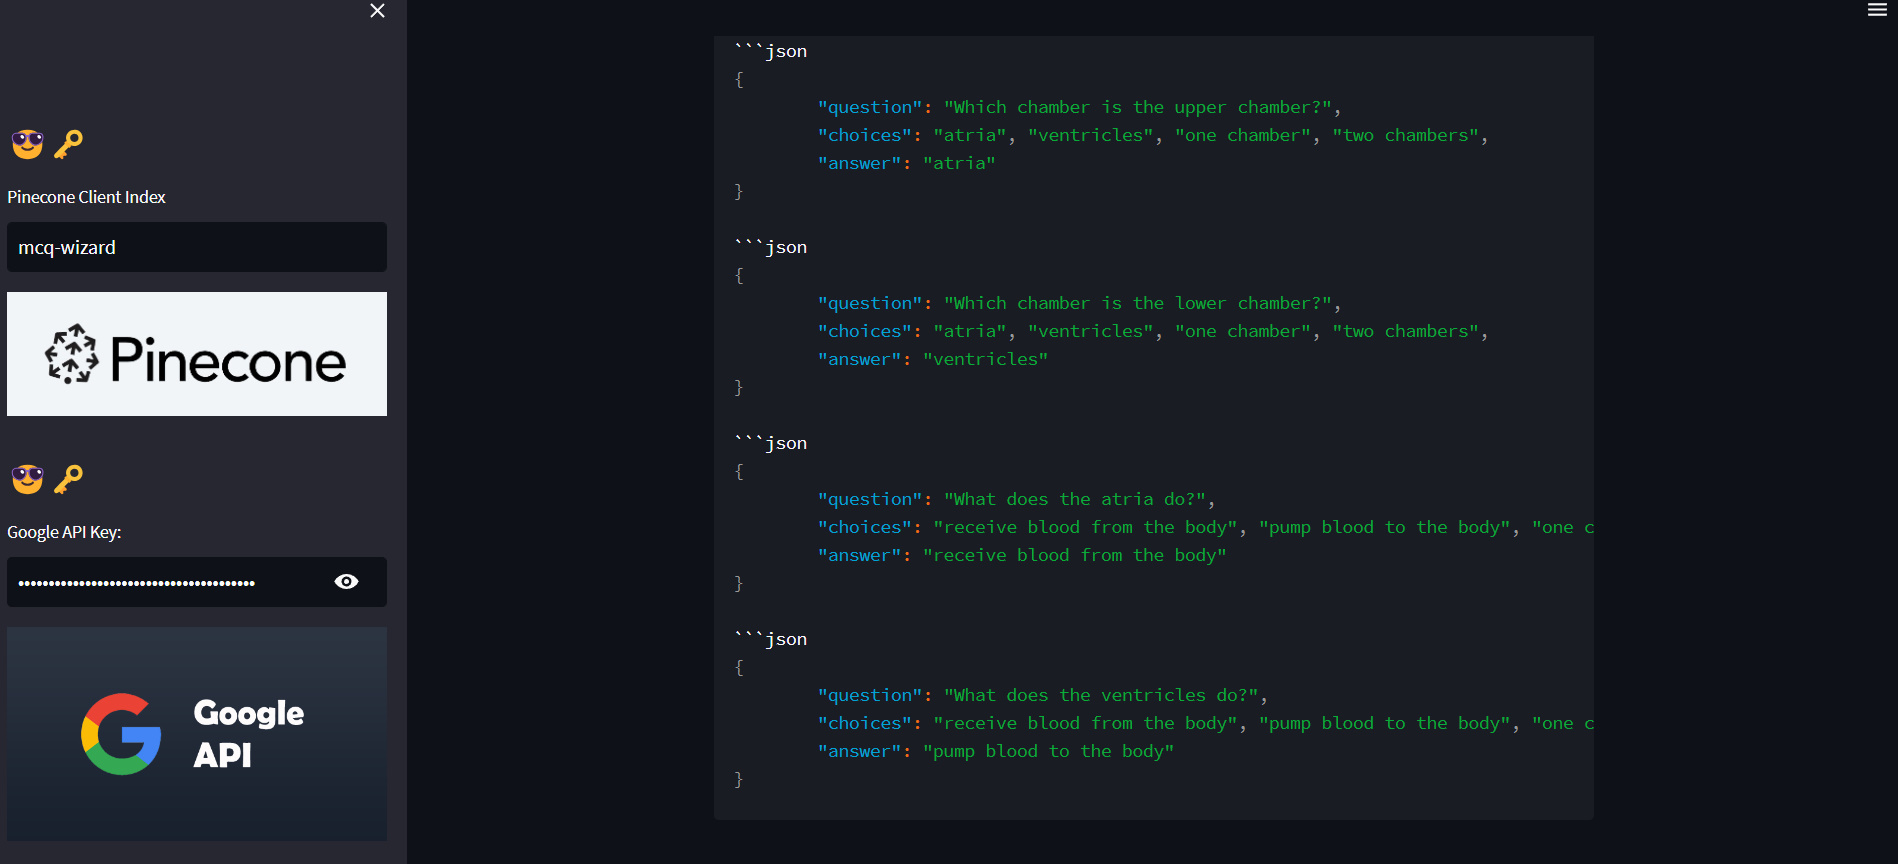 Pinecone Client Index
mcq-wizard
Pinecone
Google API Key:
Google
API
```json
{
        "question": "Which chamber is the upper chamber?",
        "choices": "atria", "ventricles", "one chamber", "two chambers",
        "answer": "atria"
}
```json
{
        "question": "Which chamber is the lower chamber?",
        "choices": "atria", "ventricles", "one chamber", "two chambers",
        "answer": "ventricles"
}
```json
{
        "question": "What does the atria do?",
        "choices": "receive blood from the body", "pump blood to the body", "one c
        "answer": "receive blood from the body"
}
```json
{
        "question": "What does the ventricles do?",
        "choices": "receive blood from the body", "pump blood to the body", "one c
        "answer": "pump blood to the body"
}